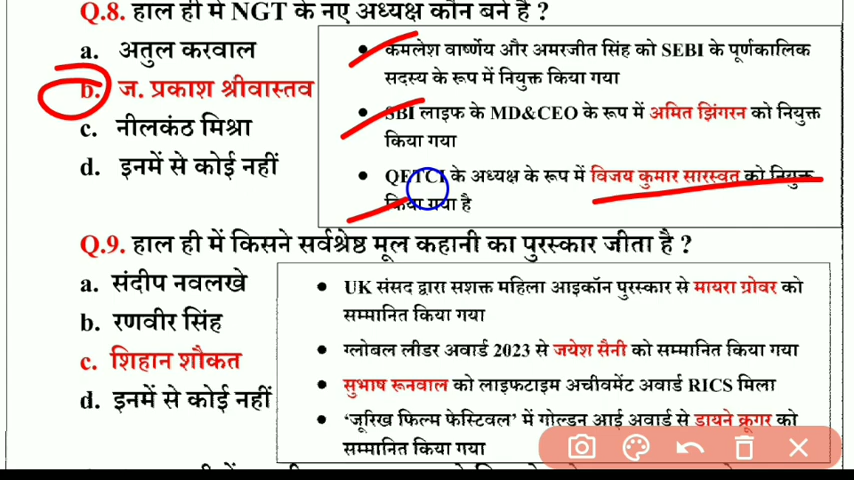 Q.8. हाल ही में NGT के नए अध्यक्ष कौन बने है ?
a. अतुल करवाल
b. ज. प्रकाश श्रीवास्तव
c. नीलकंठ मिश्रा
d. इनमें से कोई नहीं
• कमलेश वार्ष्णेय और अमरजीत सिंह को SEBI के पूर्णकालिक
सदस्य के रूप में नियुक्त किया गया
• SBI लाइफ के MD&CEO के रूप में अमित झिंगरन को नियुक्त
किया गया
• QETCI के अध्यक्ष के रूप में विजय कुमार सारस्वत को नियुक्त
किया गया है
Q.9. हाल ही में किसने सर्वश्रेष्ठ मूल कहानी का पुरस्कार जीता है ?
a. संदीप नवलखे
b. रणवीर सिंह
c. शिहान शौकत
d. इनमें से कोई नहीं
• UK संसद द्वारा सशक्त महिला आइकॉन पुरस्कार से मायरा ग्रोवर को
सम्मानित किया गया
• ग्लोबल लीडर अवार्ड 2023 से जयेश सैनी को सम्मानित किया गया
• सुभाष रूनवाल को लाइफटाइम अचीवमेंट अवार्ड RICS मिला
• ‘ज़ूरिख फिल्म फेस्टिवल’ में गोल्डन आई अवार्ड से डायने क्रूगर को
सम्मानित किया गया